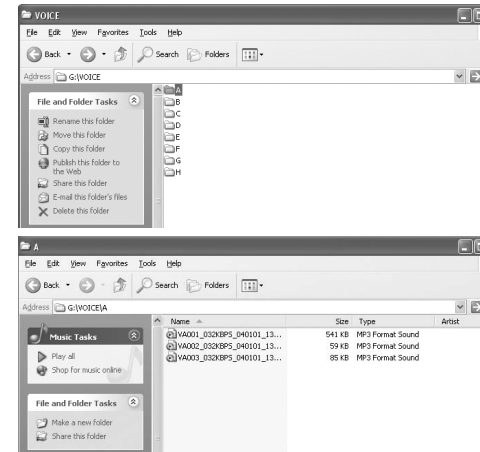 VOICE
File Edit View Favorites Tools Help
Back Search Folders
Address G:\VOICE
File and Folder Tasks
Rename this folder
Move this folder
Copy this folder
Publish this folder to
the Web
Share this folder
E-mail this folder's files
Delete this folder
A
B
C
D
E
F
G
H
A
File Edit View Favorites Tools Help
Back Search Folders
Address G:\VOICE\A
Music Tasks
Play all
Shop for music online
File and Folder Tasks
Make a new folder
Share this folder
Name Size Type Artist
VA001_032KBPS_040101_13... 541 KB MP3 Format Sound
VA002_032KBPS_040101_13... 59 KB MP3 Format Sound
VA003_032KBPS_040101_13... 85 KB MP3 Format Sound